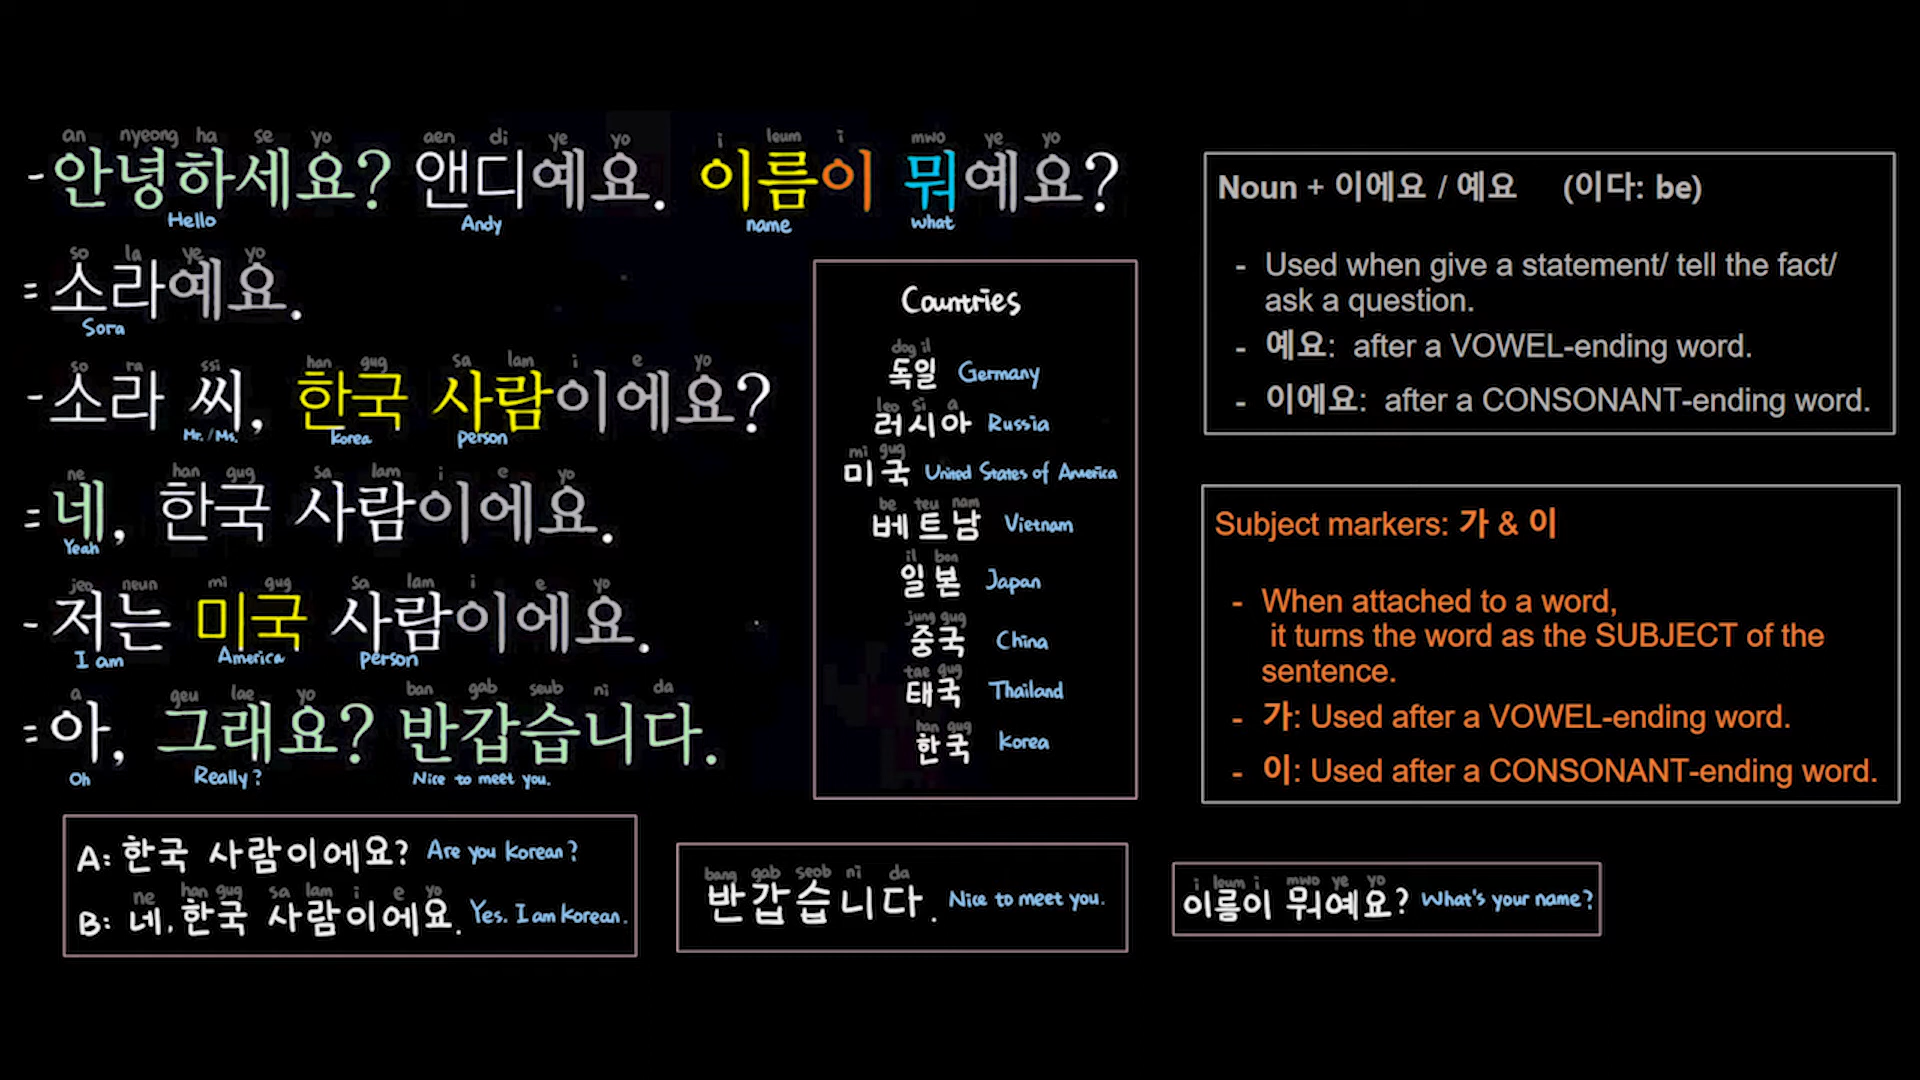 an nyeong ha se yo aen di ye yo i leum i mwo ye yo
-안녕하세요? 앤디예요. 이름이 뭐예요?
Hello Andy name what
so la ye yo
=소라예요.
Sora
so ra ssi han gug sa lam i e yo
-소라 씨, 한국 사람이에요?
Mr./Ms. korea person
ne han gug sa lam i e yo
=네, 한국 사람이에요.
Yeah
jeo neun mi gug sa lam i e yo
-저는 미국 사람이에요.
I am America person
a geu lae yo ban gab seub ni da
=아, 그래요? 반갑습니다.
Oh Really? Nice to meet you.
Countries
dog il
독일 Germany
leo si a
러시아 Russia
mi gug
미국 United States of America
be teu nam
베트남 Vietnam
il bon
일본 Japan
jung gug
중국 China
tae gug
태국 Thailand
han gug
한국 Korea
Noun + 이에요 / 예요 (이다: be)
- Used when give a statement/ tell the fact/
ask a question.
- 예요: after a VOWEL-ending word.
- 이에요: after a CONSONANT-ending word.
Subject markers: 가 & 이
- When attached to a word,
it turns the word as the SUBJECT of the
sentence.
- 가: Used after a VOWEL-ending word.
- 이: Used after a CONSONANT-ending word.
A: 한국 사람이에요? Are you Korean?
ne han gug sa lam i e yo
B: 네, 한국 사람이에요. Yes. I am Korean.
bang gab seob ni da
반갑습니다. Nice to meet you.
i leum i mwo ye yo
이름이 뭐예요? What's your name?